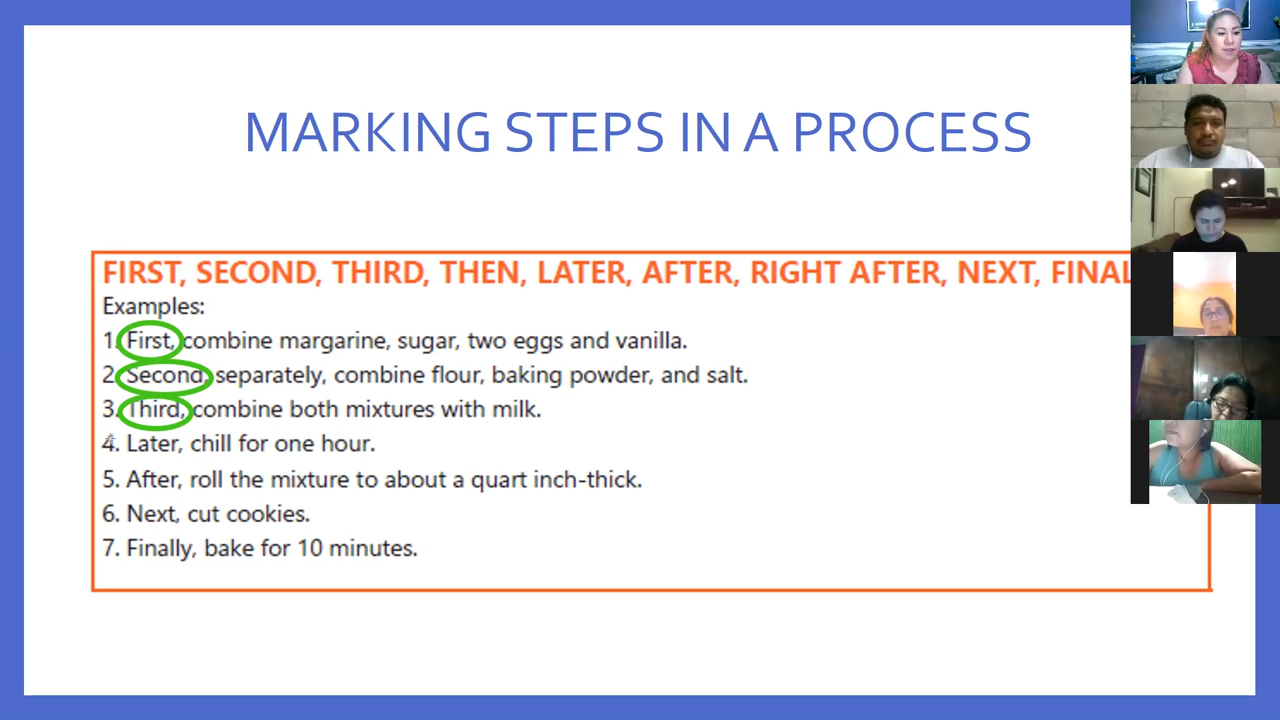 MARKING STEPS IN A PROCESS
FIRST, SECOND, THIRD, THEN, LATER, AFTER, RIGHT AFTER, NEXT, FINAL
Examples:
1. First, combine margarine, sugar, two eggs and vanilla.
2. Second, separately, combine flour, baking powder, and salt.
3. Third, combine both mixtures with milk.
4. Later, chill for one hour.
5. After, roll the mixture to about a quart inch-thick.
6. Next, cut cookies.
7. Finally, bake for 10 minutes.